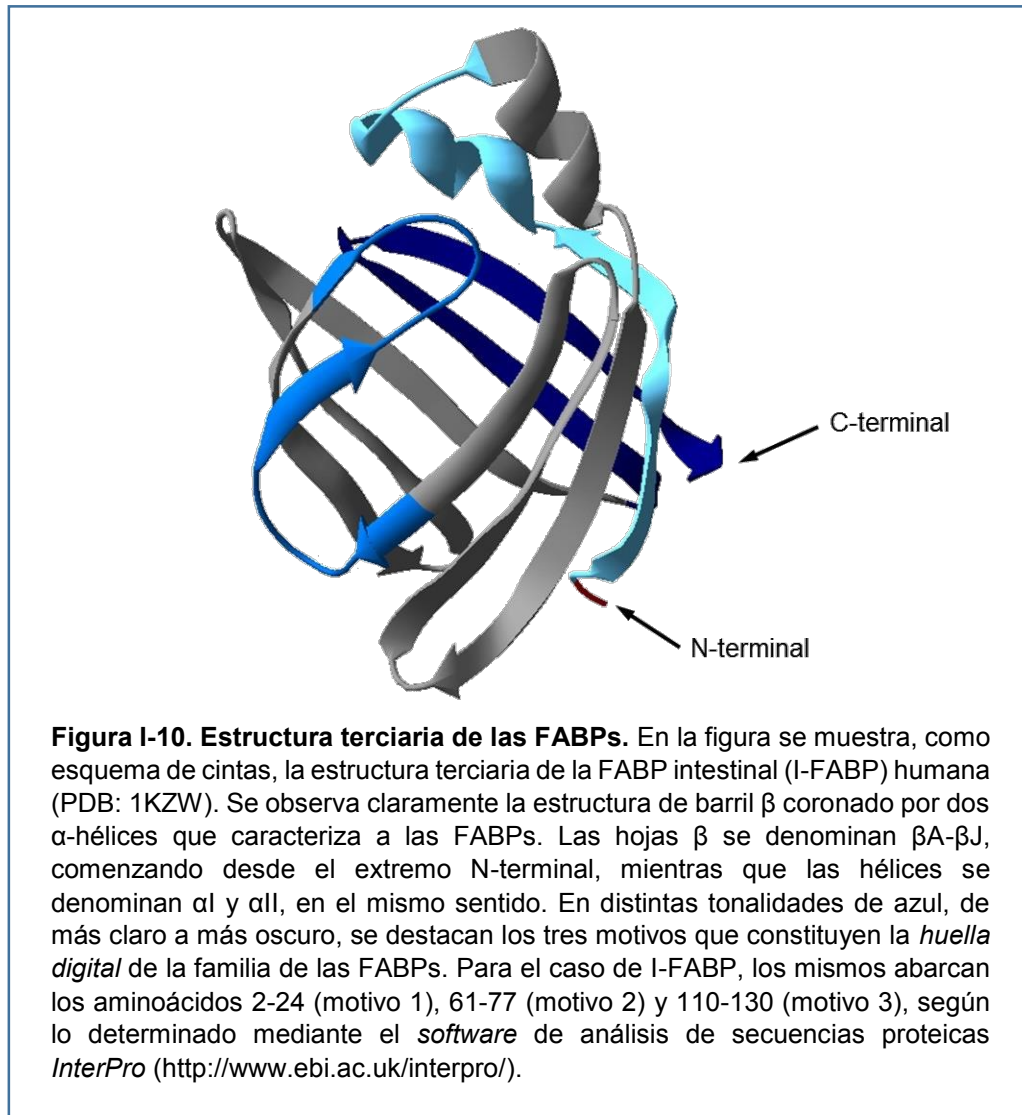 C-terminal
N-terminal
Figura I-10. Estructura terciaria de las FABPs. En la figura se muestra, como
esquema de cintas, la estructura terciaria de la FABP intestinal (I-FABP) humana
(PDB: 1KZW). Se observa claramente la estructura de barril β coronado por dos
α-hélices que caracteriza a las FABPs. Las hojas β se denominan βA-βJ,
comenzando desde el extremo N-terminal, mientras que las hélices se
denominan αI y αII, en el mismo sentido. En distintas tonalidades de azul, de
más claro a más oscuro, se destacan los tres motivos que constituyen la huella
digital de la familia de las FABPs. Para el caso de I-FABP, los mismos abarcan
los aminoácidos 2-24 (motivo 1), 61-77 (motivo 2) y 110-130 (motivo 3), según
lo determinado mediante el software de análisis de secuencias proteicas
InterPro (http://www.ebi.ac.uk/interpro/).